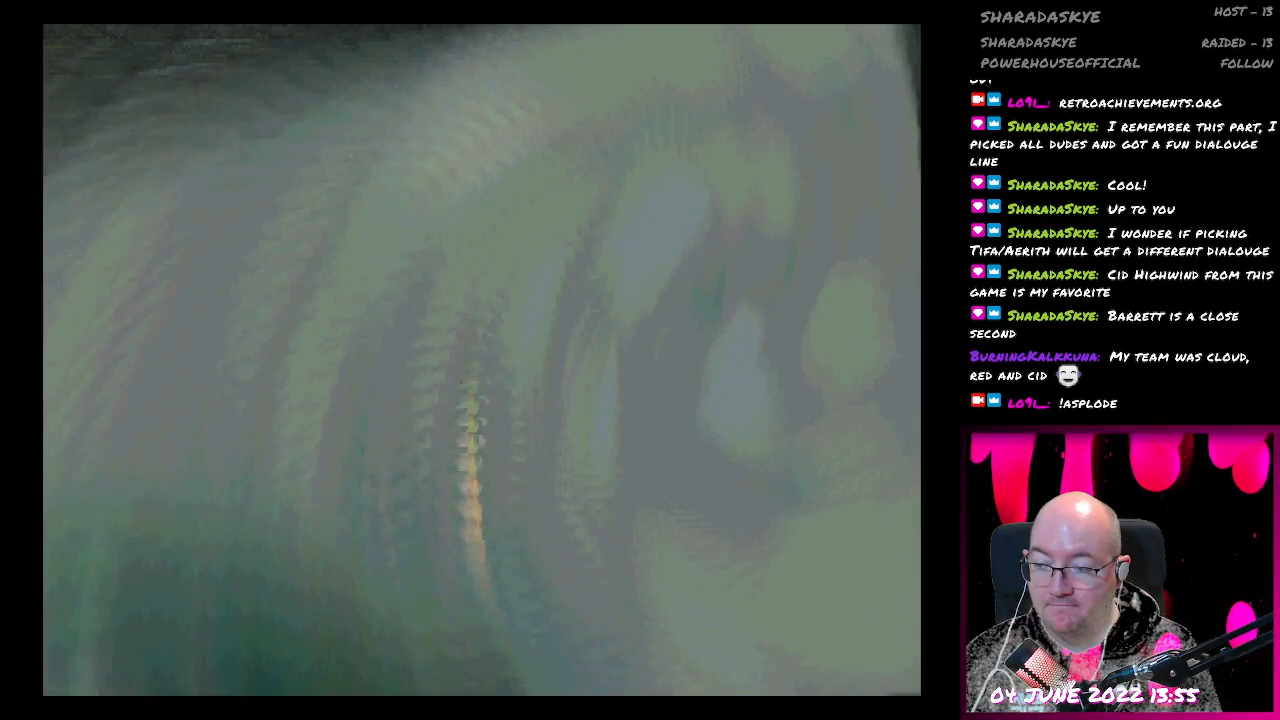 SHARADASKYE HOST - 13
SHARADASKYE RAIDED - 13
POWERHOUSEOFFICIAL FOLLOW
LO91_: RETROACHIEVEMENTS.ORG
SHARADASKYE: I REMEMBER THIS PART, I
PICKED ALL DUDES AND GOT A FUN DIALOUGE
LINE
SHARADASKYE: COOL!
SHARADASKYE: UP TO YOU
SHARADASKYE: I WONDER IF PICKING
TIFA/AERITH WILL GET A DIFFERENT DIALOUGE
SHARADASKYE: CID HIGHWIND FROM THIS
GAME IS MY FAVORITE
SHARADASKYE: BARRETT IS A CLOSE
SECOND
BURNINGKALKKUNA: MY TEAM WAS CLOUD,
RED AND CID
LO91_: !ASPLODE
04 JUNE 2022 13:55